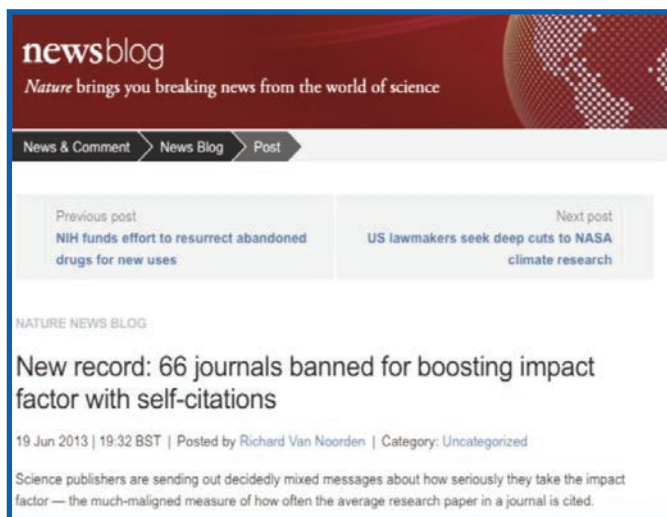 newsblog
Nature brings you breaking news from the world of science
News & Comment
News Blog
Post
Previous post
NIH funds effort to resurrect abandoned
drugs for new uses
Next post
US lawmakers seek deep cuts to NASA
climate research
NATURE NEWS BLOG
New record: 66 journals banned for boosting impact
factor with self-citations
19 Jun 2013 | 19:32 BST | Posted by Richard Van Noorden | Category: Uncategorized
Science publishers are sending out decidedly mixed messages about how seriously they take the impact
factor — the much-maligned measure of how often the average research paper in a journal is cited.